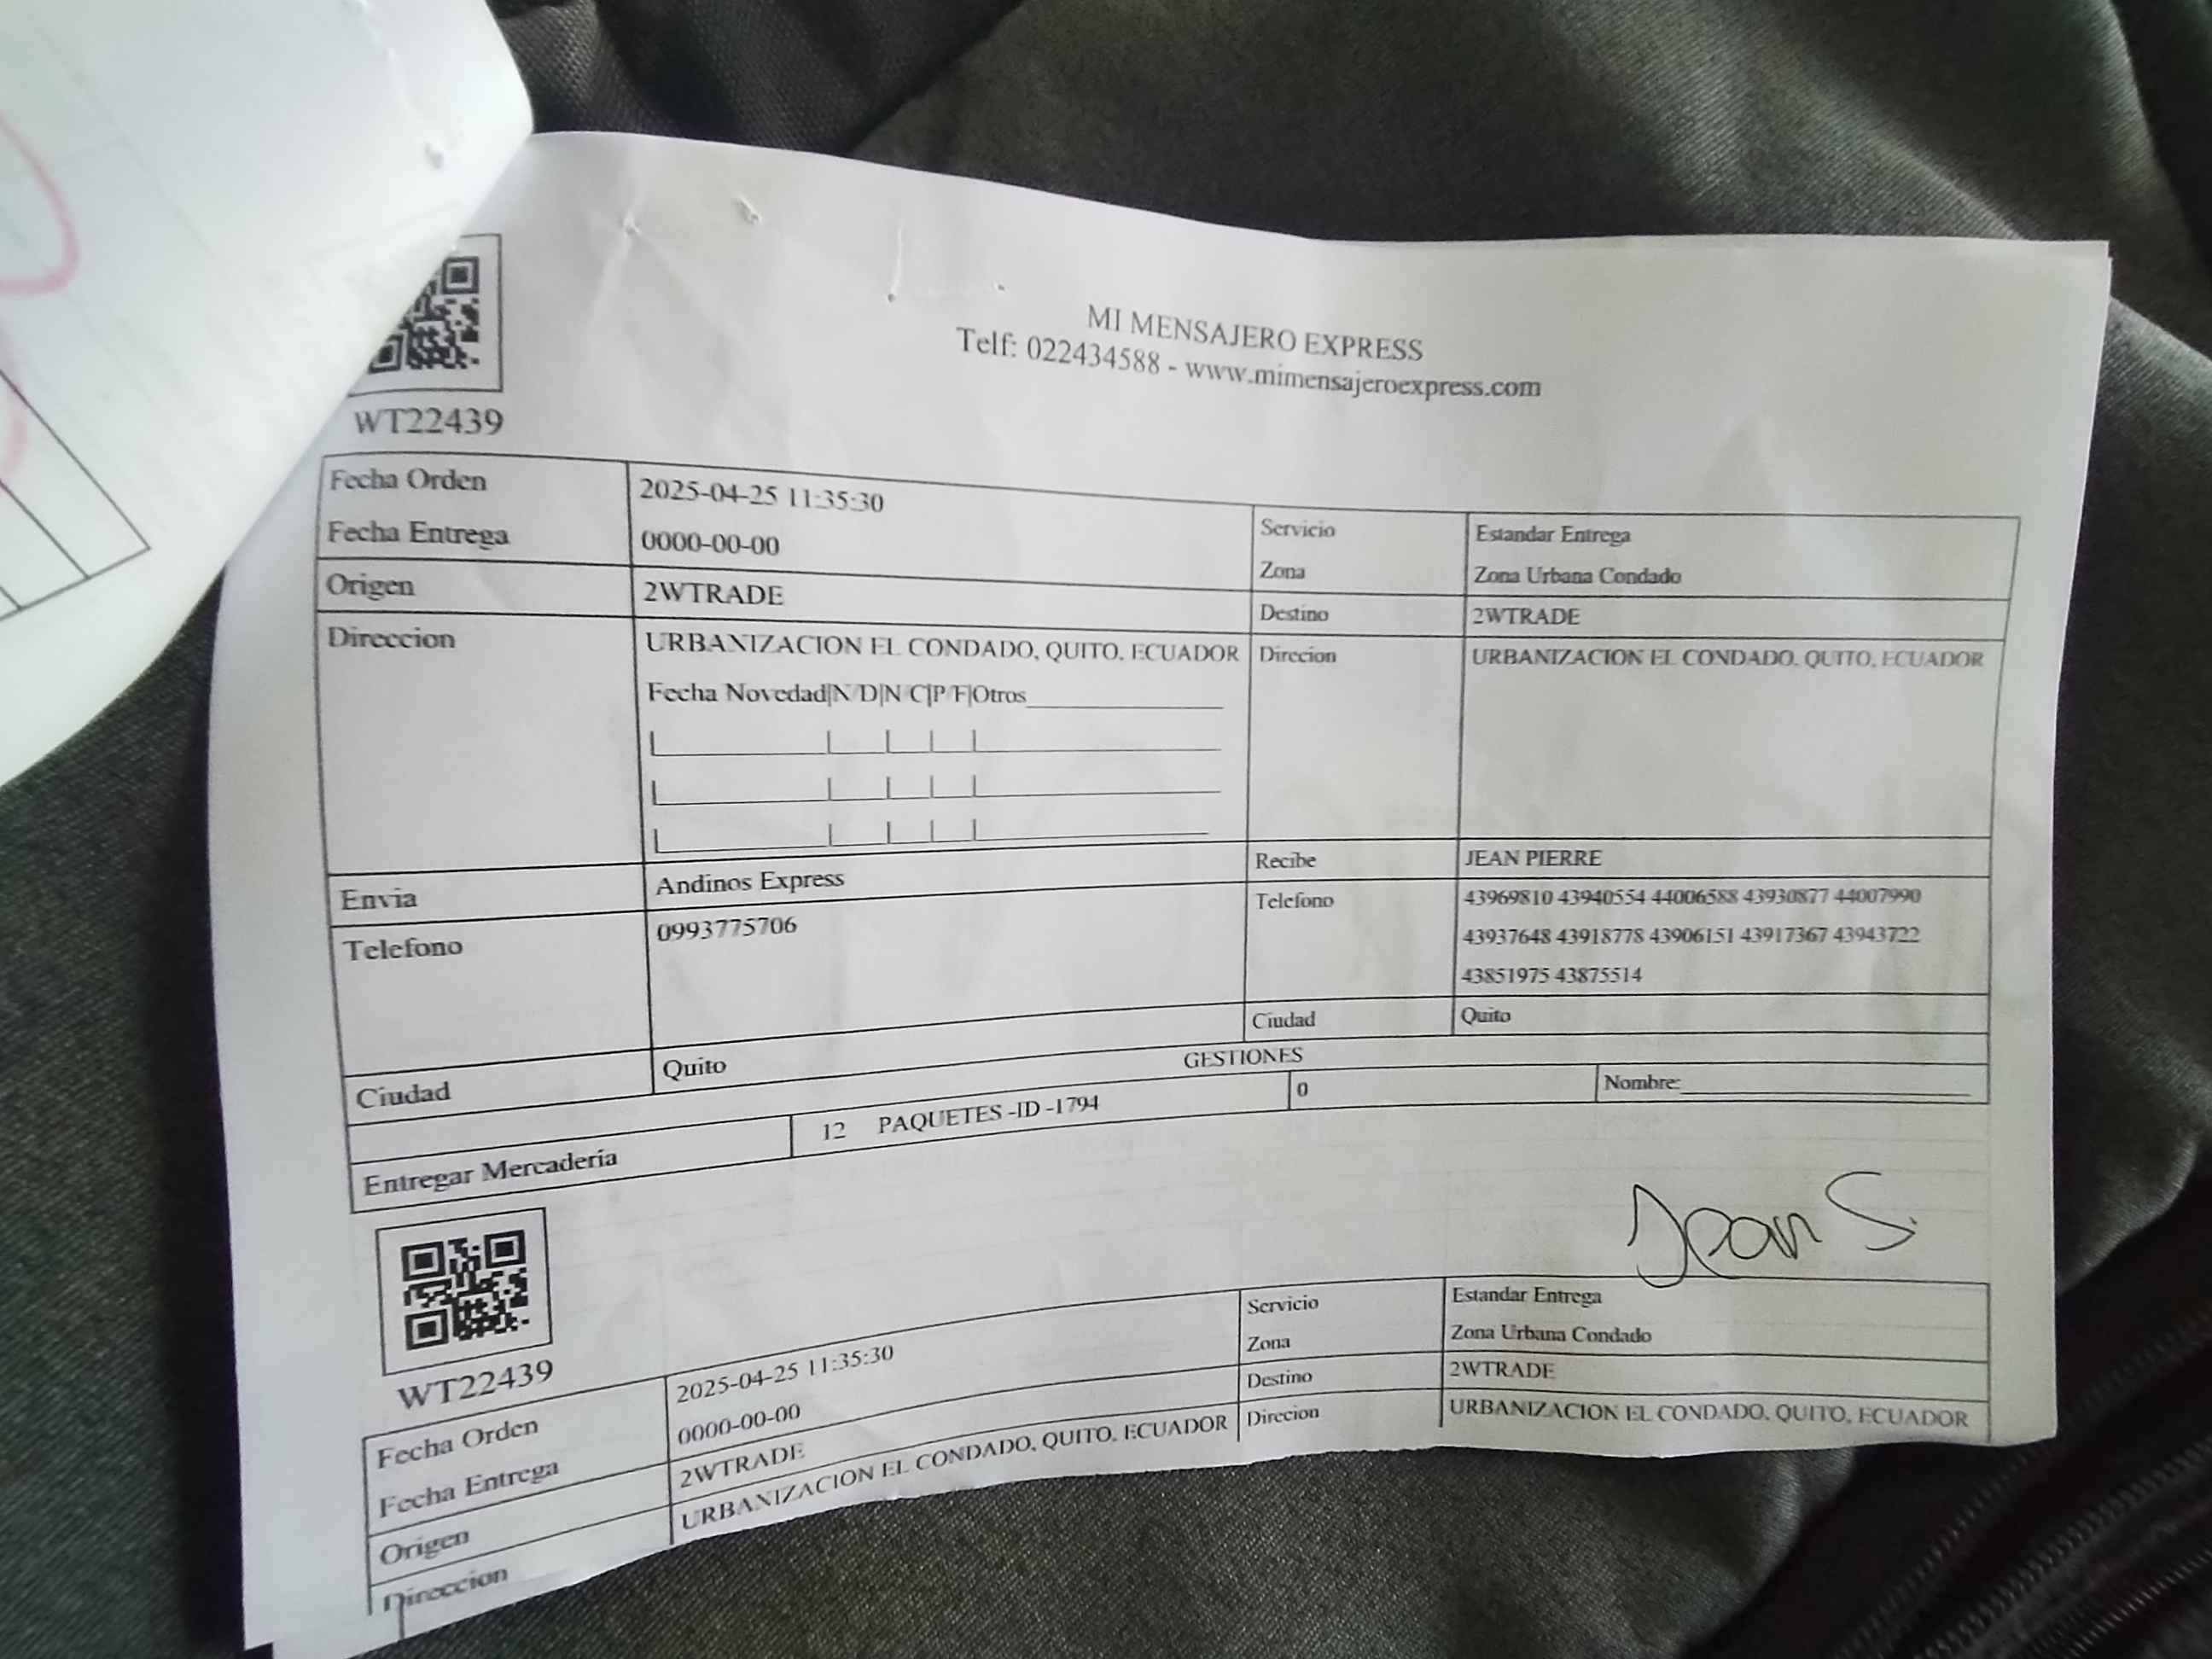 WT22439
MI MENSAJERO EXPRESS
Telf: 022434588 - www.mimensajeroexpress.com
Fecha Orden 2025-04-25 11:35:30 Servicio Estandar Entrega
Fecha Entrega 0000-00-00 Zona Zona Urbana Condado
Origen 2WTRADE Destino 2WTRADE
Direccion URBANIZACION EL CONDADO, QUITO, ECUADOR Direcion URBANIZACION EL CONDADO, QUITO, ECUADOR
Fecha Novedad|N/D|N/C|P/F|Otros
Envia Andinos Express Recibe JEAN PIERRE
Telefono 0993775706 Telefono 43969810 43940554 44006588 43930877 44007990
43937648 43918778 43906151 43917367 43943722
43851975 43875514
Ciudad Quito Ciudad Quito
GESTIONES
Entregar Mercaderia 12 PAQUETES -ID -1794 0 Nombre:
Jean S.
WT22439
Fecha Orden 2025-04-25 11:35:30 Servicio Estandar Entrega
Fecha Entrega 0000-00-00 Zona Zona Urbana Condado
Origen 2WTRADE Destino 2WTRADE
Direccion URBANIZACION EL CONDADO, QUITO, ECUADOR Direcion URBANIZACION EL CONDADO, QUITO, ECUADOR